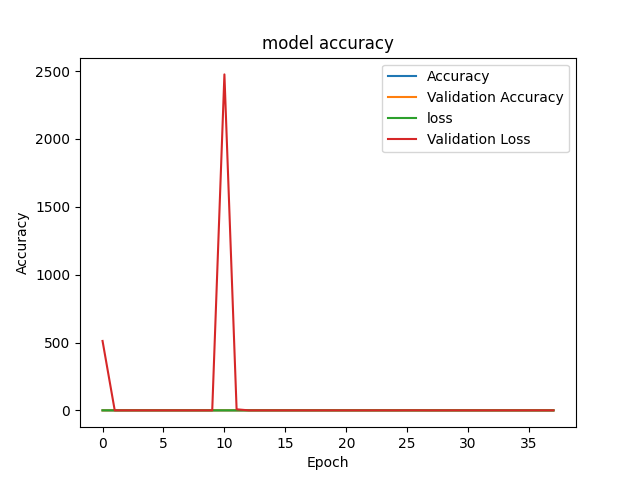 model accuracy
Accuracy
Validation Accuracy
loss
Validation Loss
2500
2000
1500
1000
500
0
Accuracy
0 5 10 15 20 25 30 35
Epoch